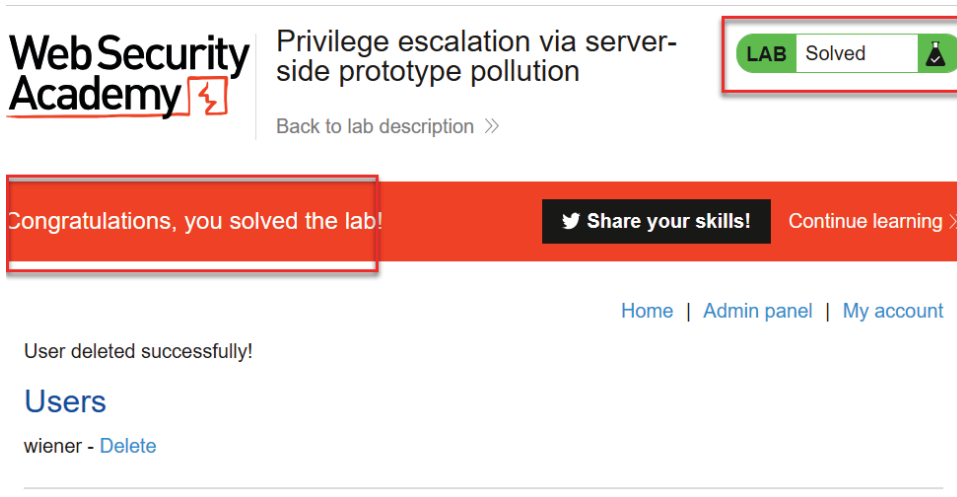 Web Security
Academy
Privilege escalation via server-
side prototype pollution
Back to lab description
LAB Solved
Congratulations, you solved the lab!
Share your skills!
Continue learning
Home | Admin panel | My account
User deleted successfully!
Users
wiener - Delete